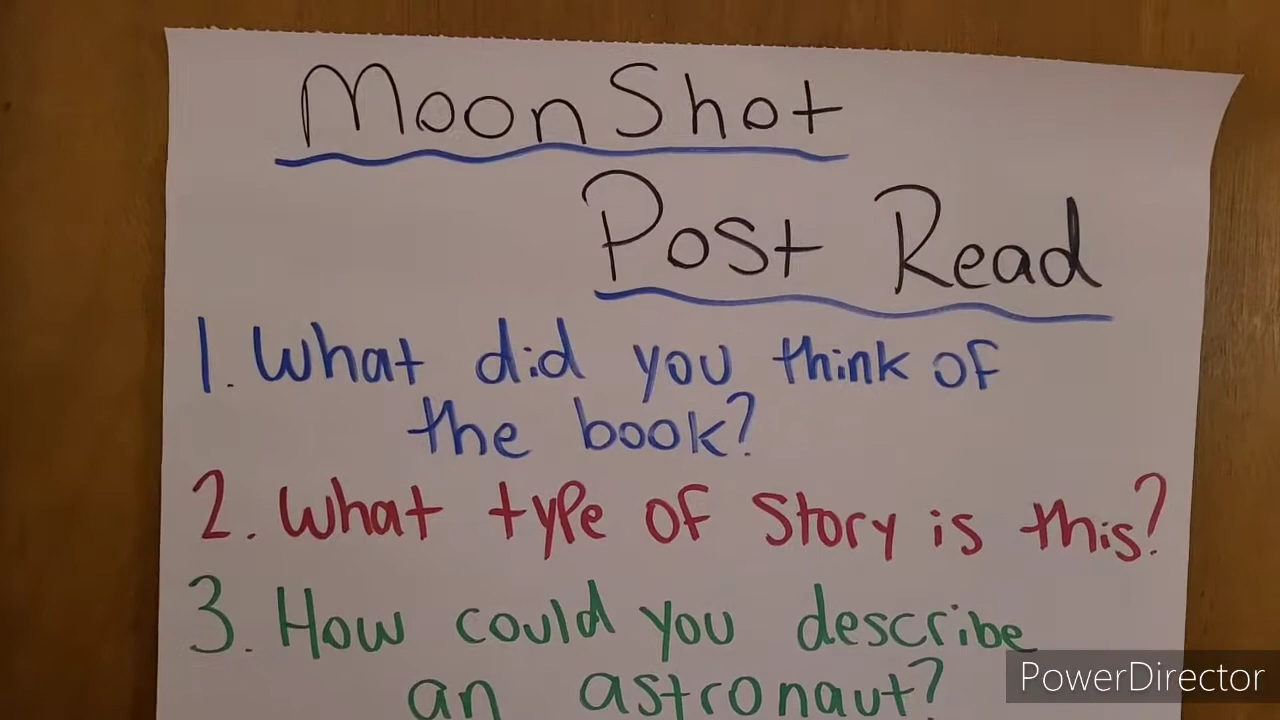 MoonShot
Post Read
1. What did you think of
the book?
2. What type of story is this?
3. How could you describe
an astronaut?
PowerDirector